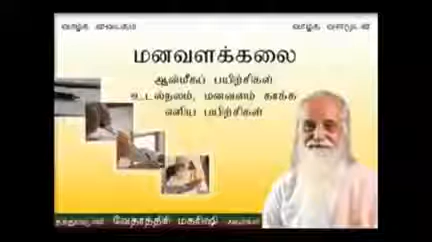 வாழ்க வையகம்
வாழ்க வளமுடன்
மனவளக்கலை
ஆன்மீகப் பயிற்சிகள்
உடல்நலம், மனவளம் காக்க
எளிய பயிற்சிகள்
வேதாத்திரி மகரிஷி